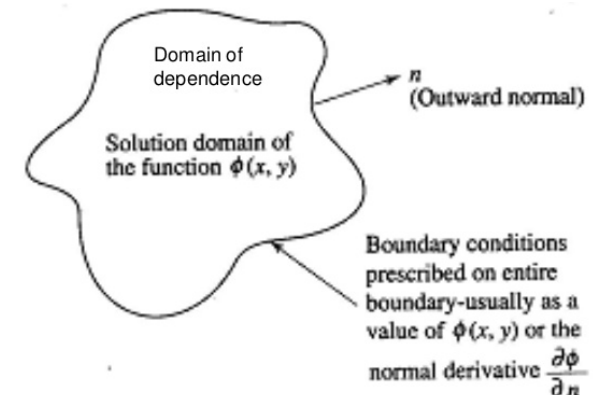 Domain of
dependence
n
(Outward normal)
Solution domain of
the function ϕ(x, y)
Boundary conditions
prescribed on entire
boundary-usually as a
value of ϕ(x, y) or the
normal derivative ∂ϕ/∂n